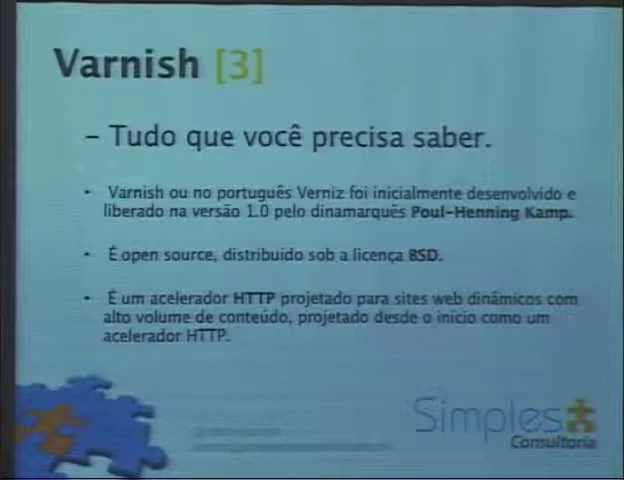 Varnish [3]
– Tudo que você precisa saber.
• Varnish ou no português Verniz foi inicialmente desenvolvido e
liberado na versão 1.0 pelo dinamarquês Poul-Henning Kamp.
• É open source, distribuído sob a licença BSD.
• É um acelerador HTTP projetado para sites web dinâmicos com
alto volume de conteúdo, projetado desde o início como um
acelerador HTTP.
Simples
Consultoria